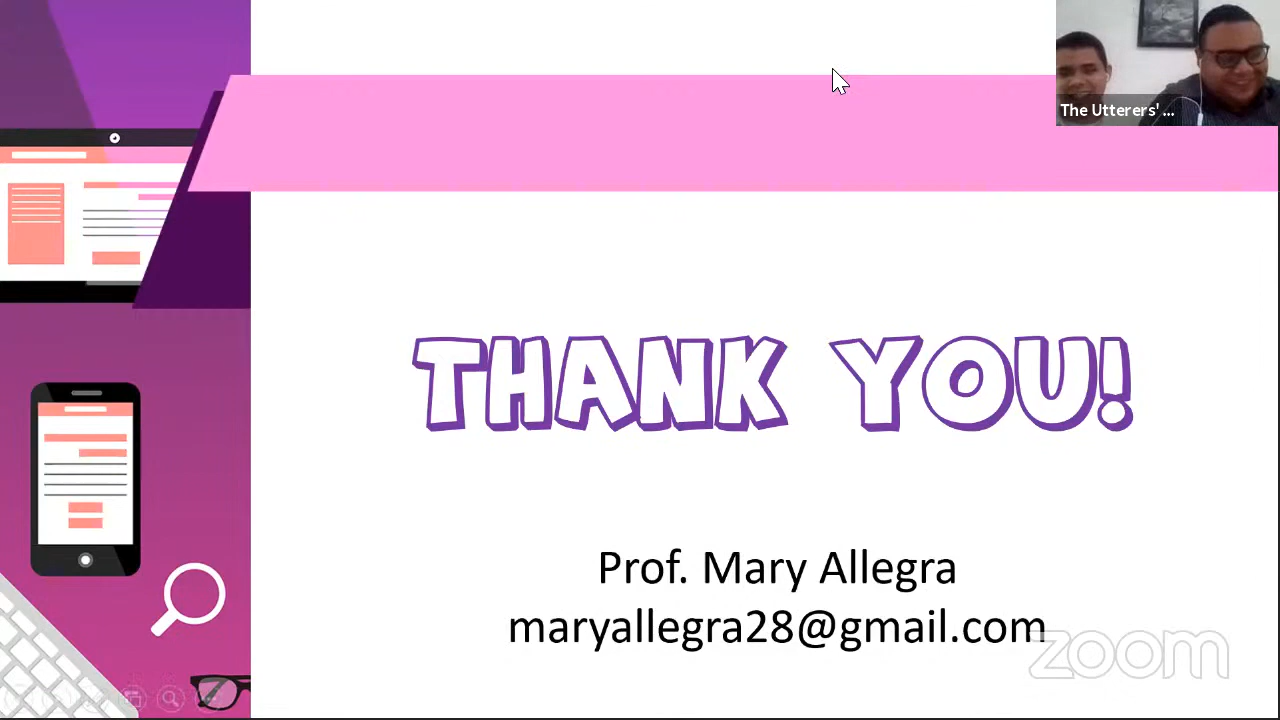 The Utterers' ...
THANK YOU!
Prof. Mary Allegra
maryallegra28@gmail.com
zoom